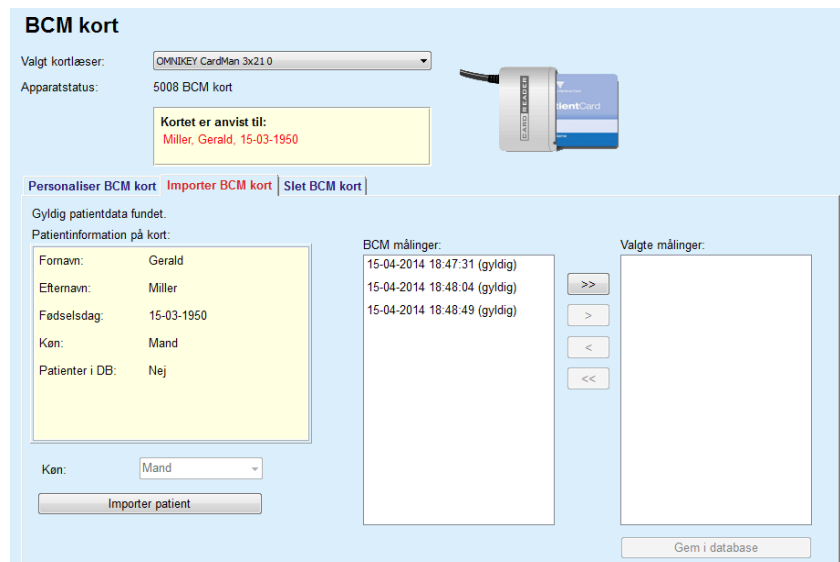 BCM kort
Valgt kortlæser:
OMNIKEY CardMan 3x21 0
Apparatstatus:
5008 BCM kort
Kortet er anvist til:
Miller, Gerald, 15-03-1950
CARD READER
tientCard
Personaliser BCM kort
Importer BCM kort
Slet BCM kort
Gyldig patientdata fundet.
Patientinformation på kort:
Fornavn: Gerald
Efternavn: Miller
Fødselsdag: 15-03-1950
Køn: Mand
Patienter i DB: Nej
Køn: Mand
Importer patient
BCM målinger:
15-04-2014 18:47:31 (gyldig)
15-04-2014 18:48:04 (gyldig)
15-04-2014 18:48:49 (gyldig)
>>
>
<
<<
Valgte målinger:
Gem i database